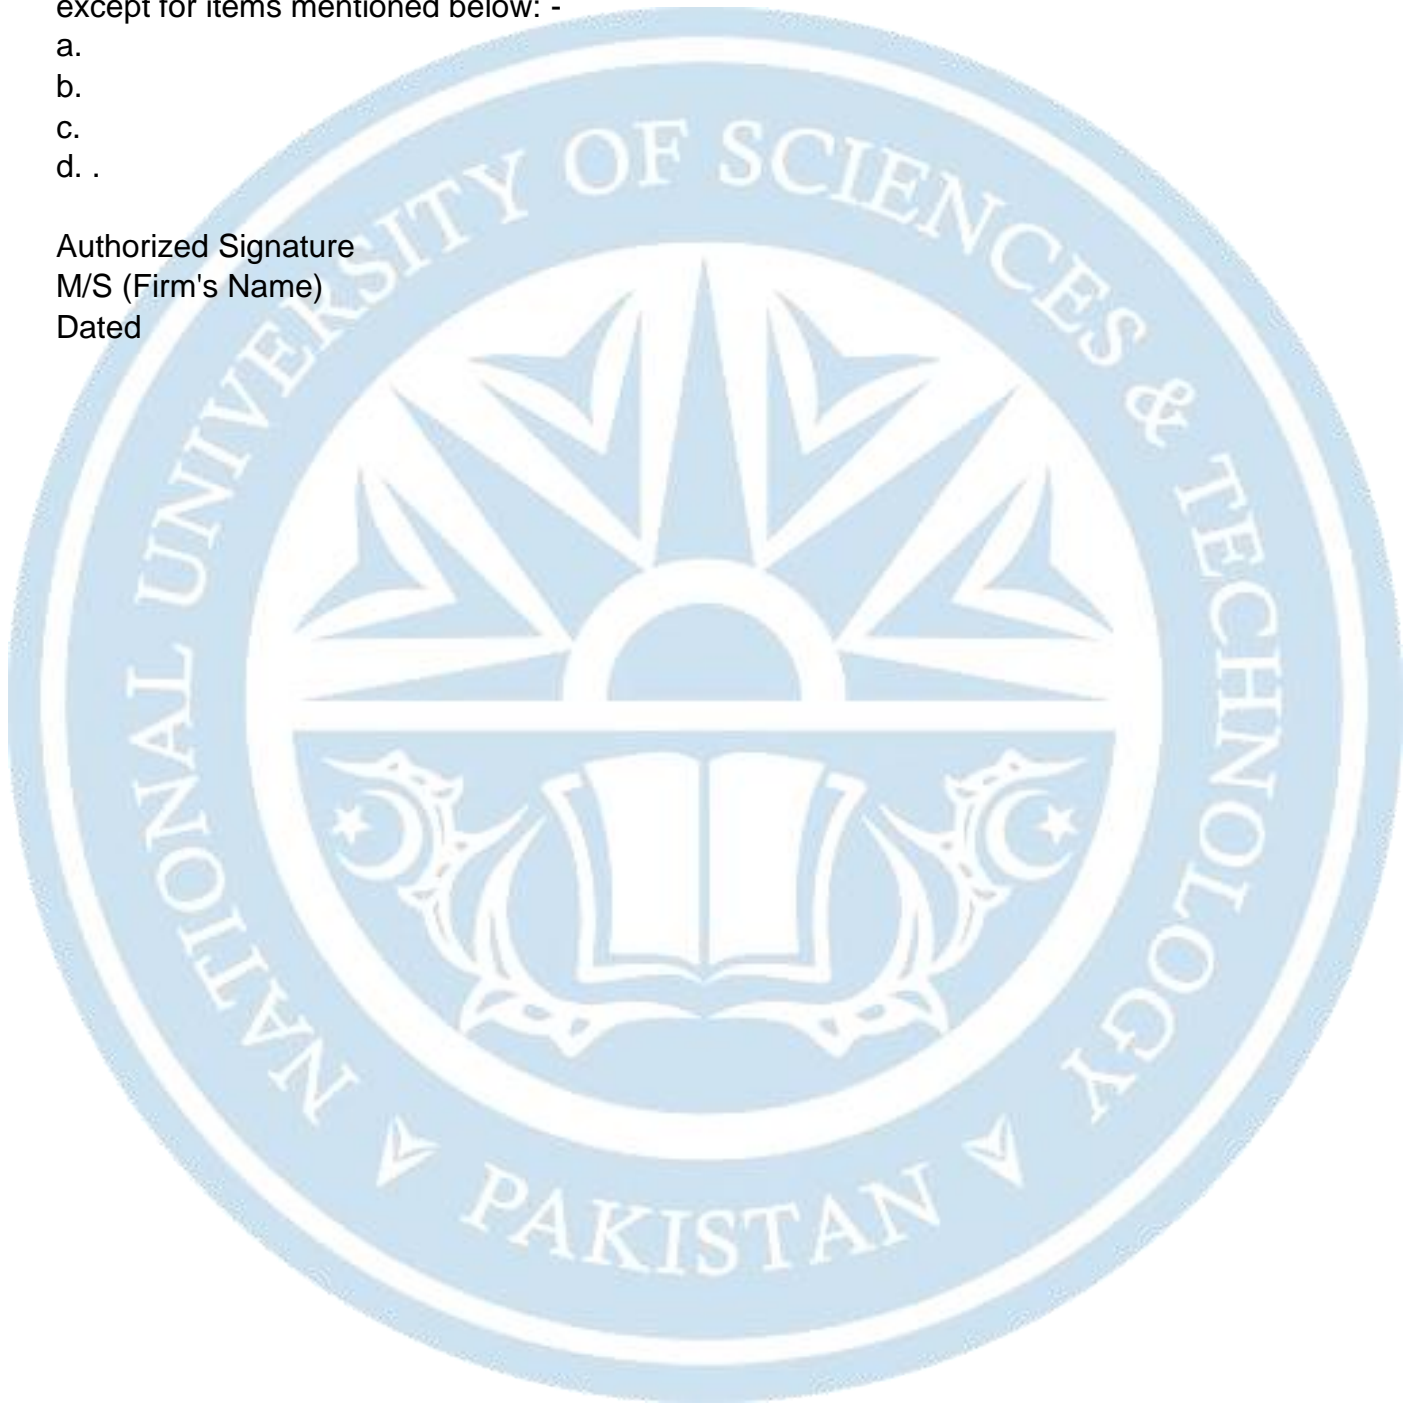 except for items mentioned below: -
a.
b.
c.
d. .
Authorized Signature
M/S (Firm's Name)
Dated
NATIONAL UNIVERSITY OF SCIENCES & TECHNOLOGY
PAKISTAN